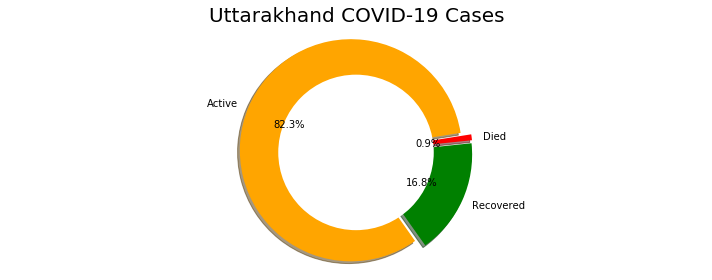 Uttarakhand COVID-19 Cases
Active
82.3%
0.9%
Died
16.8%
Recovered